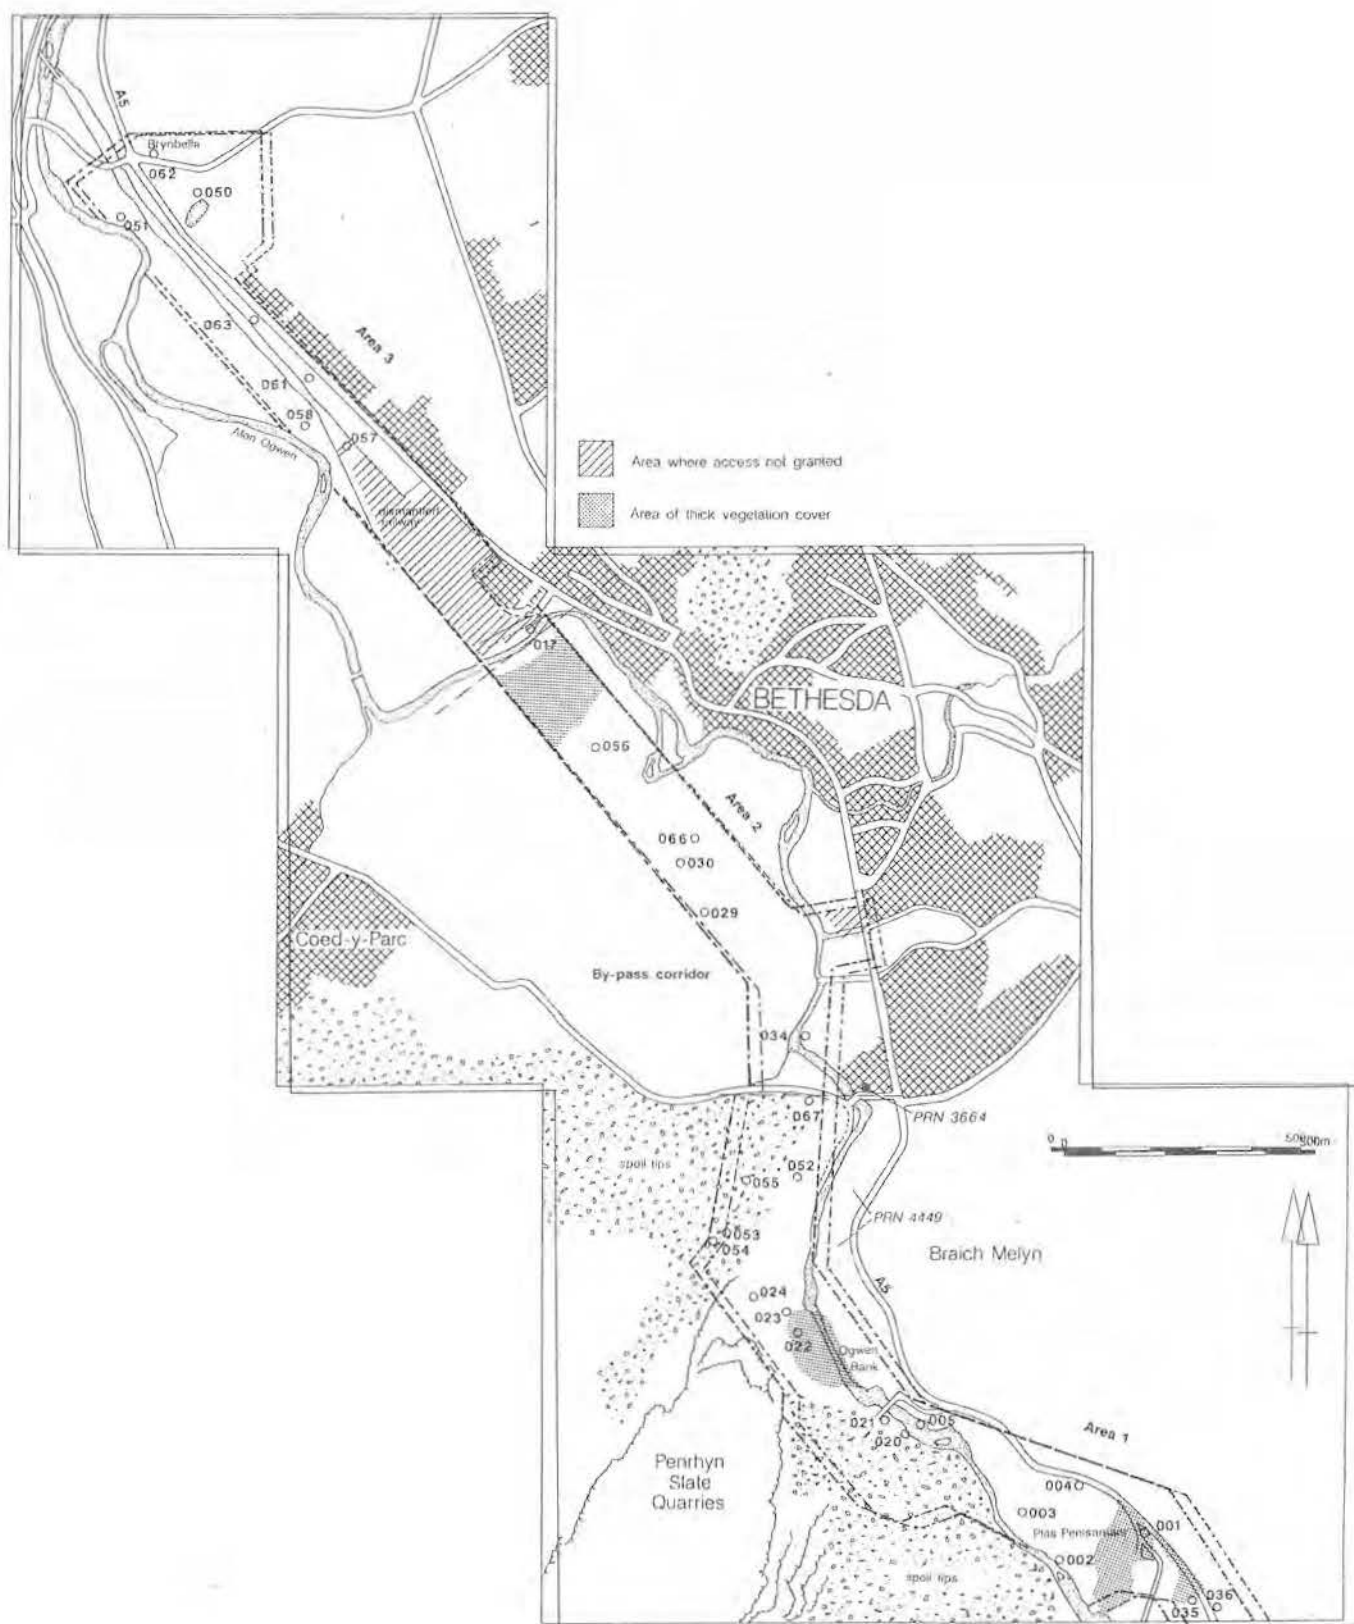 A5
Brynbella
062
050
051
063
Area 3
061
058
057
Afon Ogwen
Area where access not granted
dismantled
railway
Area of thick vegetation cover
017
BETHESDA
056
Area 2
066
030
029
Coed-y-Parc
By-pass corridor
034
067
PRN 3664
0
0
500m
spoil tips
052
055
PRN 4449
053
054
Braich Melyn
A5
024
023
022
Ogwen
Bank
021
005
020
Area 1
Penrhyn
Slate
Quarries
004
003
001
002
spoil tips
035
036